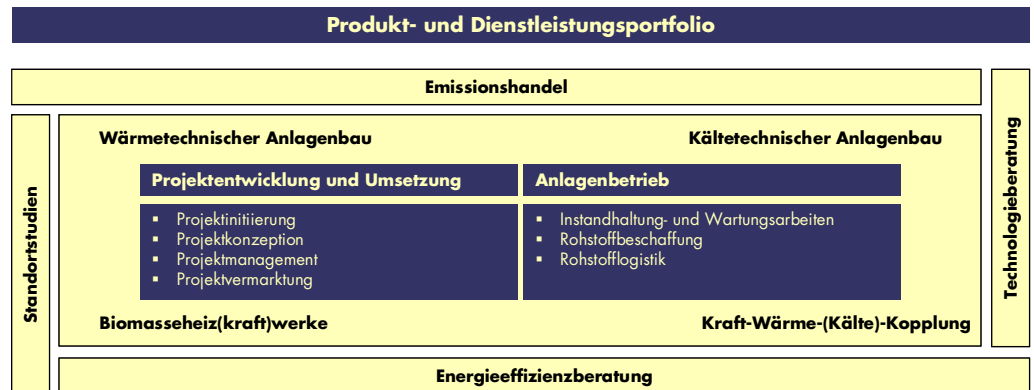 Produkt- und Dienstleistungsportfolio
Emissionshandel
Standortstudien
Wärmetechnischer Anlagenbau
Kältetechnischer Anlagenbau
Projektentwicklung und Umsetzung
Projektinitiierung
Projektkonzeption
Projektmanagement
Projektvermarktung
Anlagenbetrieb
Instandhaltung- und Wartungsarbeiten
Rohstoffbeschaffung
Rohstofflogistik
Biomasseheiz(kraft)werke
Kraft-Wärme-(Kälte)-Kopplung
Technologieberatung
Energieeffizienzberatung